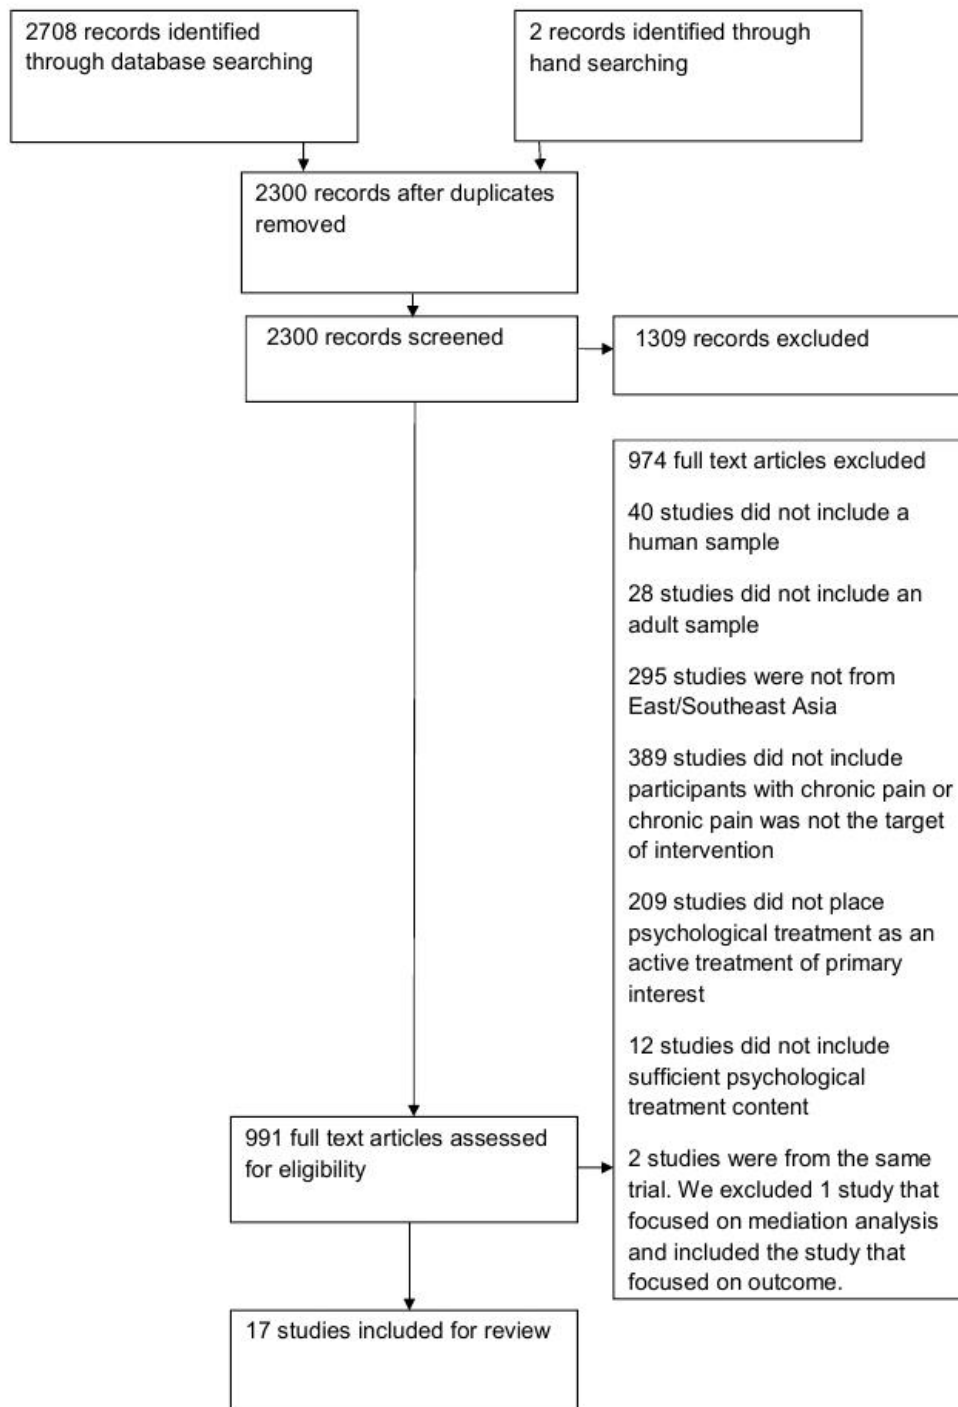 2708 records identified
through database searching
2 records identified through
hand searching
2300 records after duplicates
removed
2300 records screened
1309 records excluded
974 full text articles excluded
40 studies did not include a
human sample
28 studies did not include an
adult sample
295 studies were not from
East/Southeast Asia
389 studies did not include
participants with chronic pain or
chronic pain was not the target
of intervention
209 studies did not place
psychological treatment as an
active treatment of primary
interest
12 studies did not include
sufficient psychological
treatment content
2 studies were from the same
trial. We excluded 1 study that
focused on mediation analysis
and included the study that
focused on outcome.
991 full text articles assessed
for eligibility
17 studies included for review